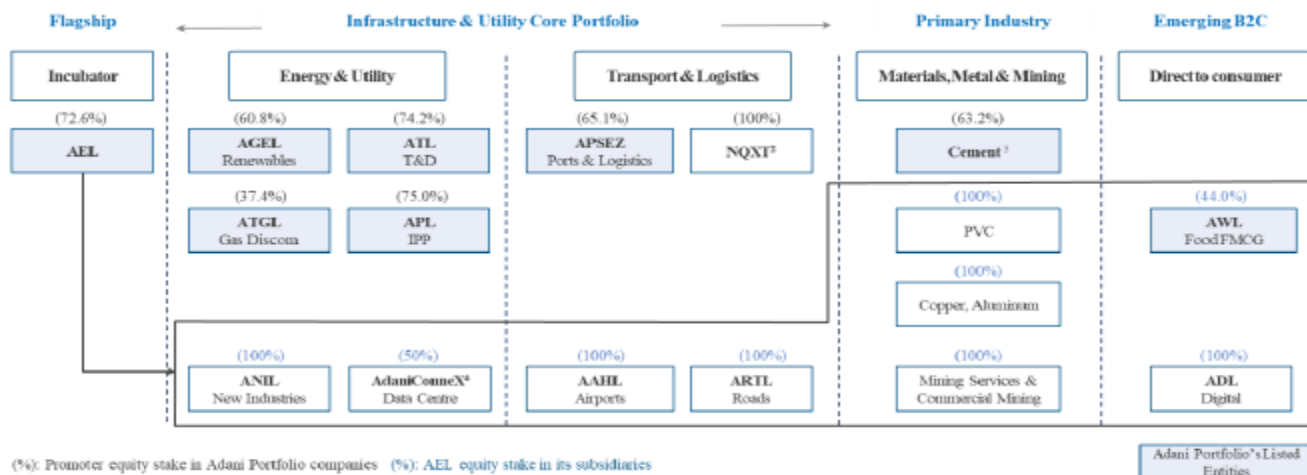 Flagship Infrastructure & Utility Core Portfolio Primary Industry Emerging B2C
Incubator Energy & Utility Transport & Logistics Materials, Metal & Mining Direct to consumer
(72.6%) (60.8%) (74.2%) (65.1%) (100%) (63.2%)
AEL AGEL ATL APSEZ NQXT² Cement ⁵
Renewables T&D Ports & Logistics
(37.4%) (75.0%) (100%) (44.0%)
ATGL APL PVC AWL
Gas Discom IPP Food FMCG
(100%)
Copper, Aluminum
(100%) (50%) (100%) (100%) (100%) (100%)
ANIL AdaniConneX⁴ AAHL ARTL Mining Services & ADL
New Industries Data Centre Airports Roads Commercial Mining Digital
(%): Promoter equity stake in Adani Portfolio companies (%): AEL equity stake in its subsidiaries
Adani Portfolio's Listed
Entities